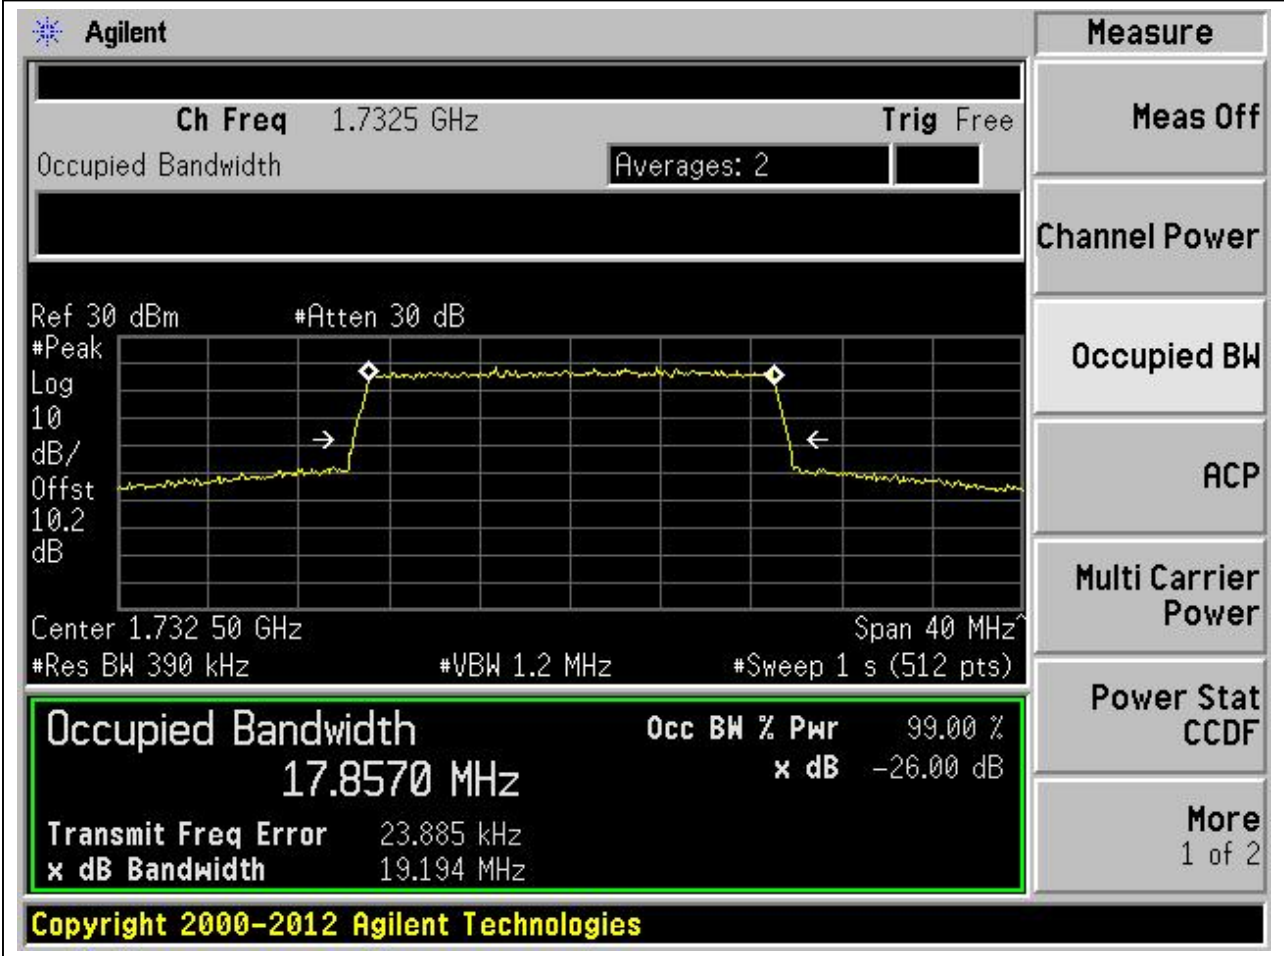 Agilent
Measure
Ch Freq 1.7325 GHz Trig Free
Occupied Bandwidth Averages: 2
Meas Off
Channel Power
Occupied BW
ACP
Multi Carrier
Power
Power Stat
CCDF
More
1 of 2
Ref 30 dBm #Atten 30 dB
#Peak
Log
10
dB/
Offst
10.2
dB
Center 1.732 50 GHz Span 40 MHz^
#Res BW 390 kHz #VBW 1.2 MHz #Sweep 1 s (512 pts)
Occupied Bandwidth Occ BW % Pwr 99.00 %
17.8570 MHz x dB -26.00 dB
Transmit Freq Error 23.885 kHz
x dB Bandwidth 19.194 MHz
Copyright 2000-2012 Agilent Technologies